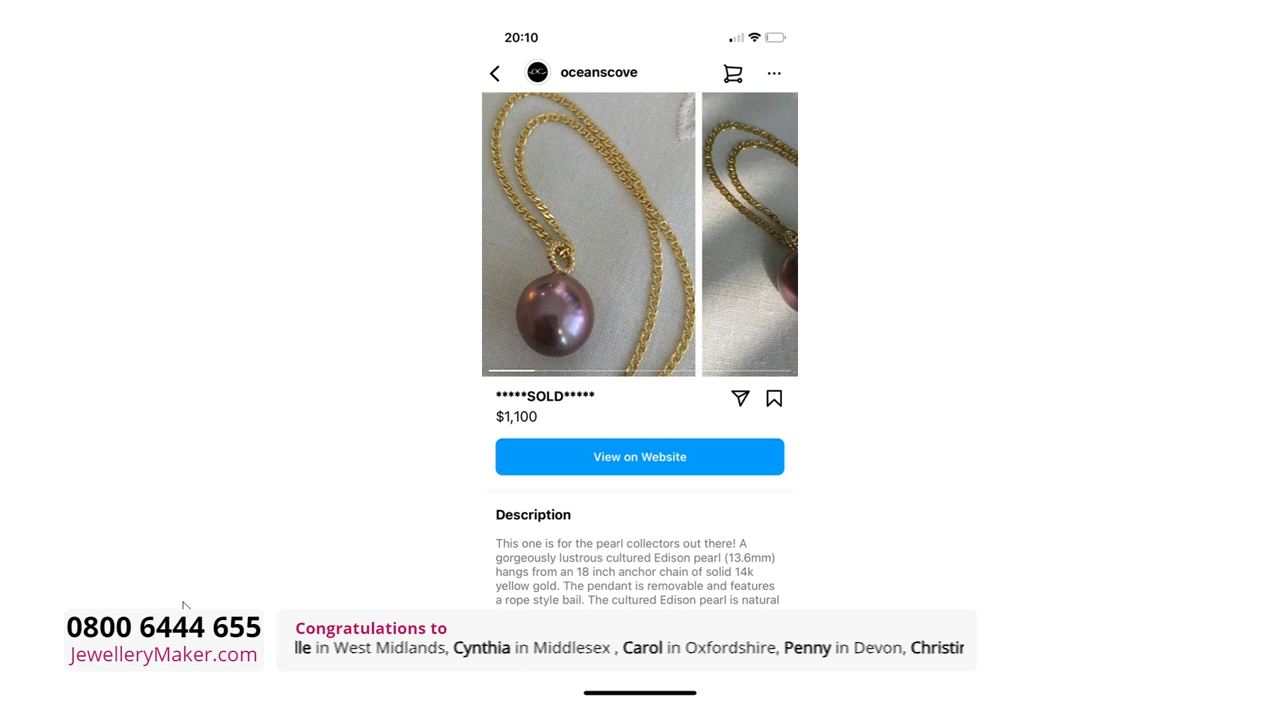 20:10
oceanscove
*****SOLD*****
$1,100
View on Website
Description
This one is for the pearl collectors out there! A
gorgeously lustrous cultured Edison pearl (13.6mm)
hangs from an 18 inch anchor chain of solid 14k
yellow gold. The pendant is removable and features
a rope style bail. The cultured Edison pearl is natural
0800 6444 655
JewelleryMaker.com
Congratulations to
in West Midlands, Cynthia in Middlesex , Carol in Oxfordshire, Penny in Devon,